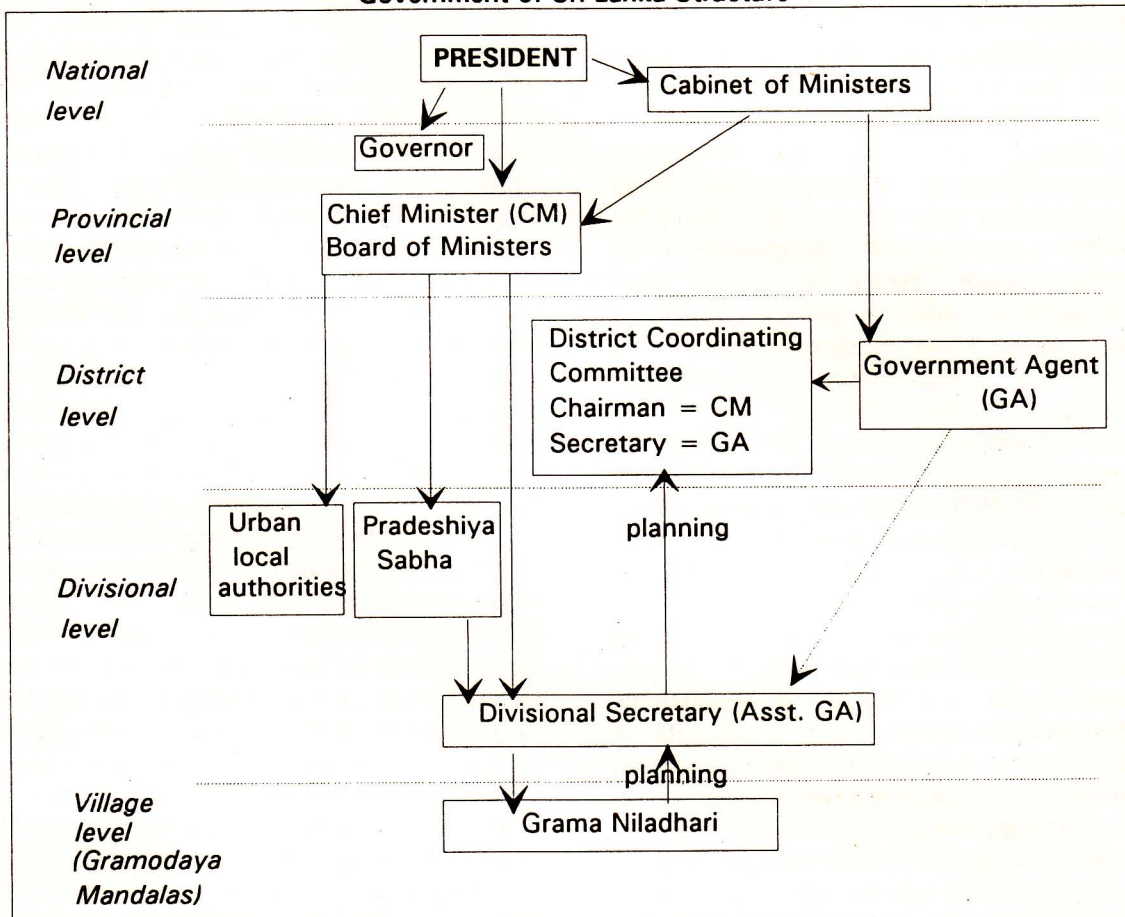 National
level
PRESIDENT
Cabinet of Ministers
Governor
Provincial
level
Chief Minister (CM)
Board of Ministers
District
level
District Coordinating
Committee
Chairman = CM
Secretary = GA
Government Agent
(GA)
Divisional
level
Urban
local
authorities
Pradeshiya
Sabha
planning
Divisional Secretary (Asst. GA)
planning
Village
level
(Gramodaya
Mandalas)
Grama Niladhari